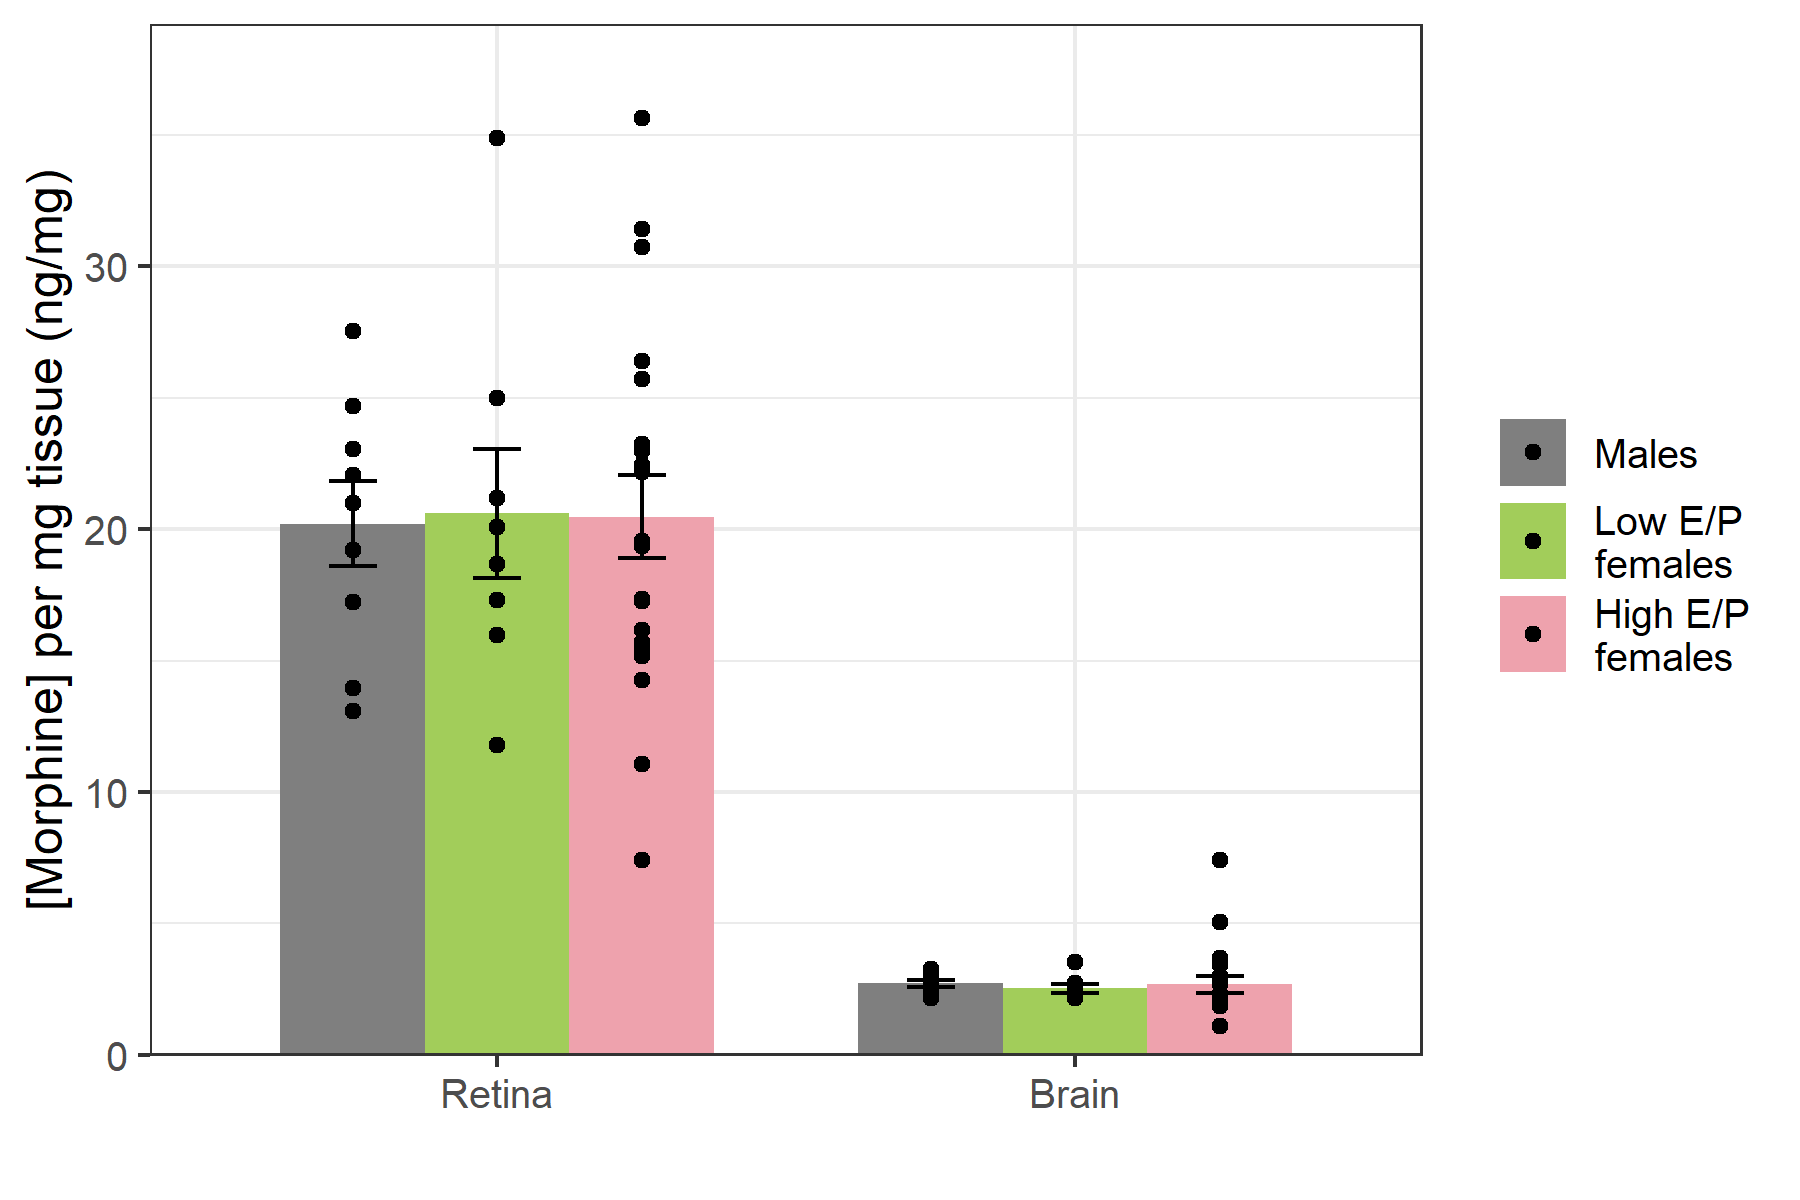 [Morphine] per mg tissue (ng/mg)
30
20
10
0
Retina
Brain
Males
Low E/P
females
High E/P
females